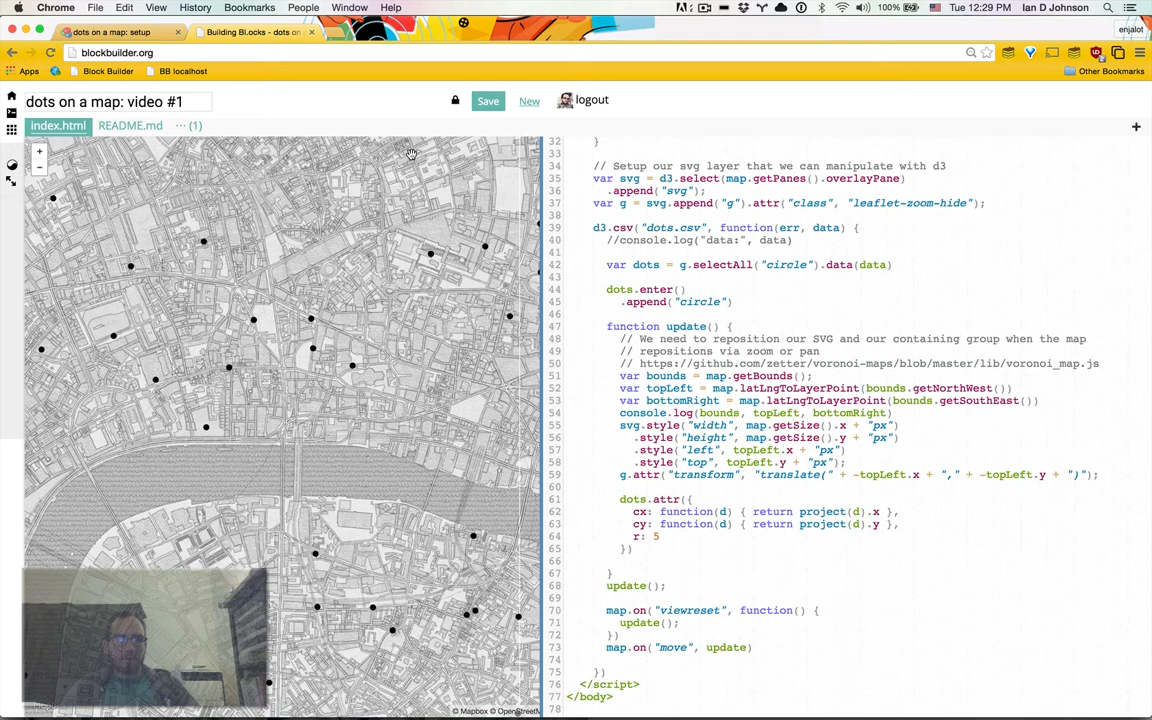 Chrome File Edit View History Bookmarks People Window Help 100% Tue 12:29 PM Ian D Johnson
dots on a map: setup × Building Bl.ocks - dots on × enjalot
blockbuilder.org
Apps Block Builder BB localhost Other Bookmarks
dots on a map: video #1 Save New logout
index.html README.md ··· (1) +
+
−
32 }
33
34 // Setup our svg layer that we can manipulate with d3
35 var svg = d3.select(map.getPanes().overlayPane)
36 .append("svg");
37 var g = svg.append("g").attr("class", "leaflet-zoom-hide");
38
39 d3.csv("dots.csv", function(err, data) {
40 //console.log("data:", data)
41
42 var dots = g.selectAll("circle").data(data)
43
44 dots.enter()
45 .append("circle")
46
47 function update() {
48 // We need to reposition our SVG and our containing group when the map
49 // repositions via zoom or pan
50 // https://github.com/zetter/voronoi-maps/blob/master/lib/voronoi_map.js
51 var bounds = map.getBounds();
52 var topLeft = map.latLngToLayerPoint(bounds.getNorthWest())
53 var bottomRight = map.latLngToLayerPoint(bounds.getSouthEast())
54 console.log(bounds, topLeft, bottomRight)
55 svg.style("width", map.getSize().x + "px")
56 .style("height", map.getSize().y + "px")
57 .style("left", topLeft.x + "px")
58 .style("top", topLeft.y + "px");
59 g.attr("transform", "translate(" + -topLeft.x + "," + -topLeft.y + ")");
60
61 dots.attr({
62 cx: function(d) { return project(d).x },
63 cy: function(d) { return project(d).y },
64 r: 5
65 })
66
67 }
68 update();
69
70 map.on("viewreset", function() {
71 update();
72 })
73 map.on("move", update)
74
75 })
76 </script>
77 </body>
78
© Mapbox © OpenStreetM